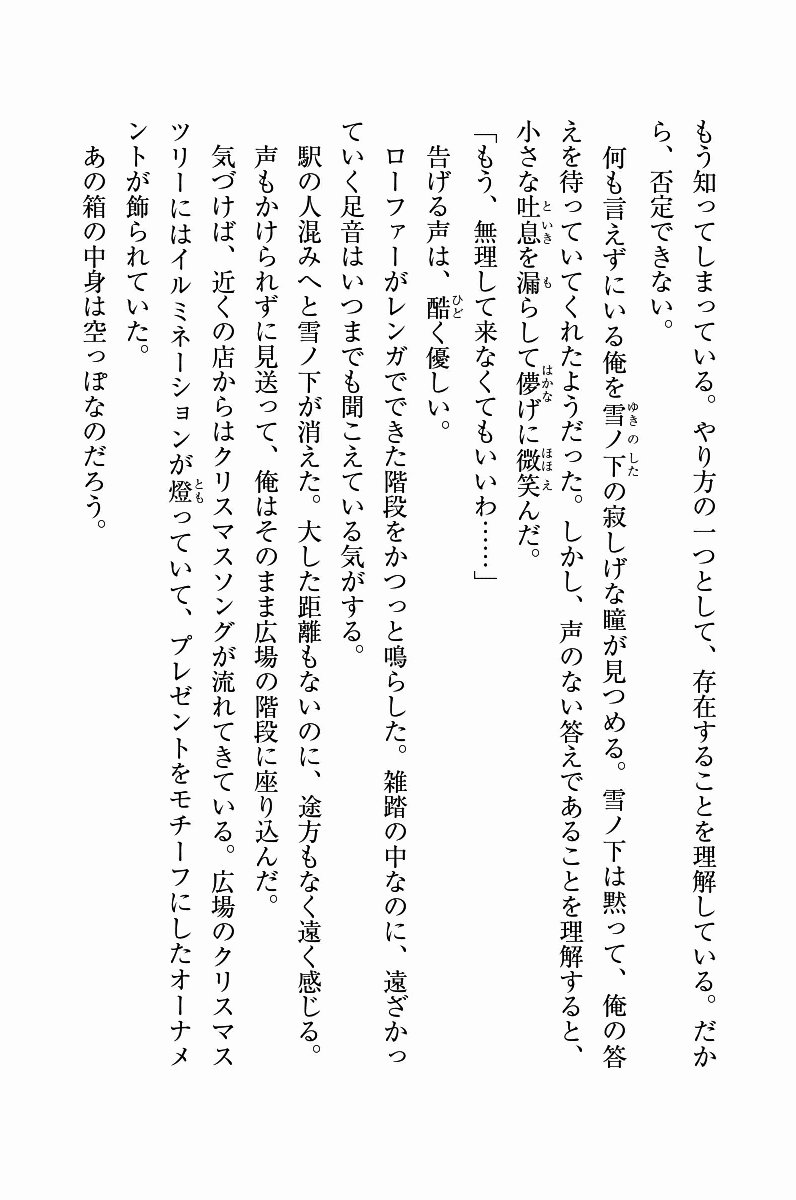 もう知ってしまっている。やり方の一つとして、存在することを理解している。だか
ら、否定できない。
何も言えずにいる俺を雪ノ下の寂しげな瞳が見つめる。雪ノ下は黙って、俺の答
えを待っていてくれたようだった。しかし、声のない答えであることを理解すると、
小さな吐息を漏らして儚げに微笑んだ。
「もう、無理して来なくてもいいわ……」
告げる声は、酷く優しい。
ローファーがレンガでできた階段をかつっと鳴らした。雑踏の中なのに、遠ざかっ
ていく足音はいつまでも聞こえている気がする。
駅の人混みへと雪ノ下が消えた。大した距離もないのに、途方もなく遠く感じる。
声もかけられずに見送って、俺はそのまま広場の階段に座り込んだ。
気づけば、近くの店からはクリスマスソングが流れてきている。広場のクリスマス
ツリーにはイルミネーションが燈っていて、プレゼントをモチーフにしたオーナメ
ントが飾られていた。
あの箱の中身は空っぽなのだろう。